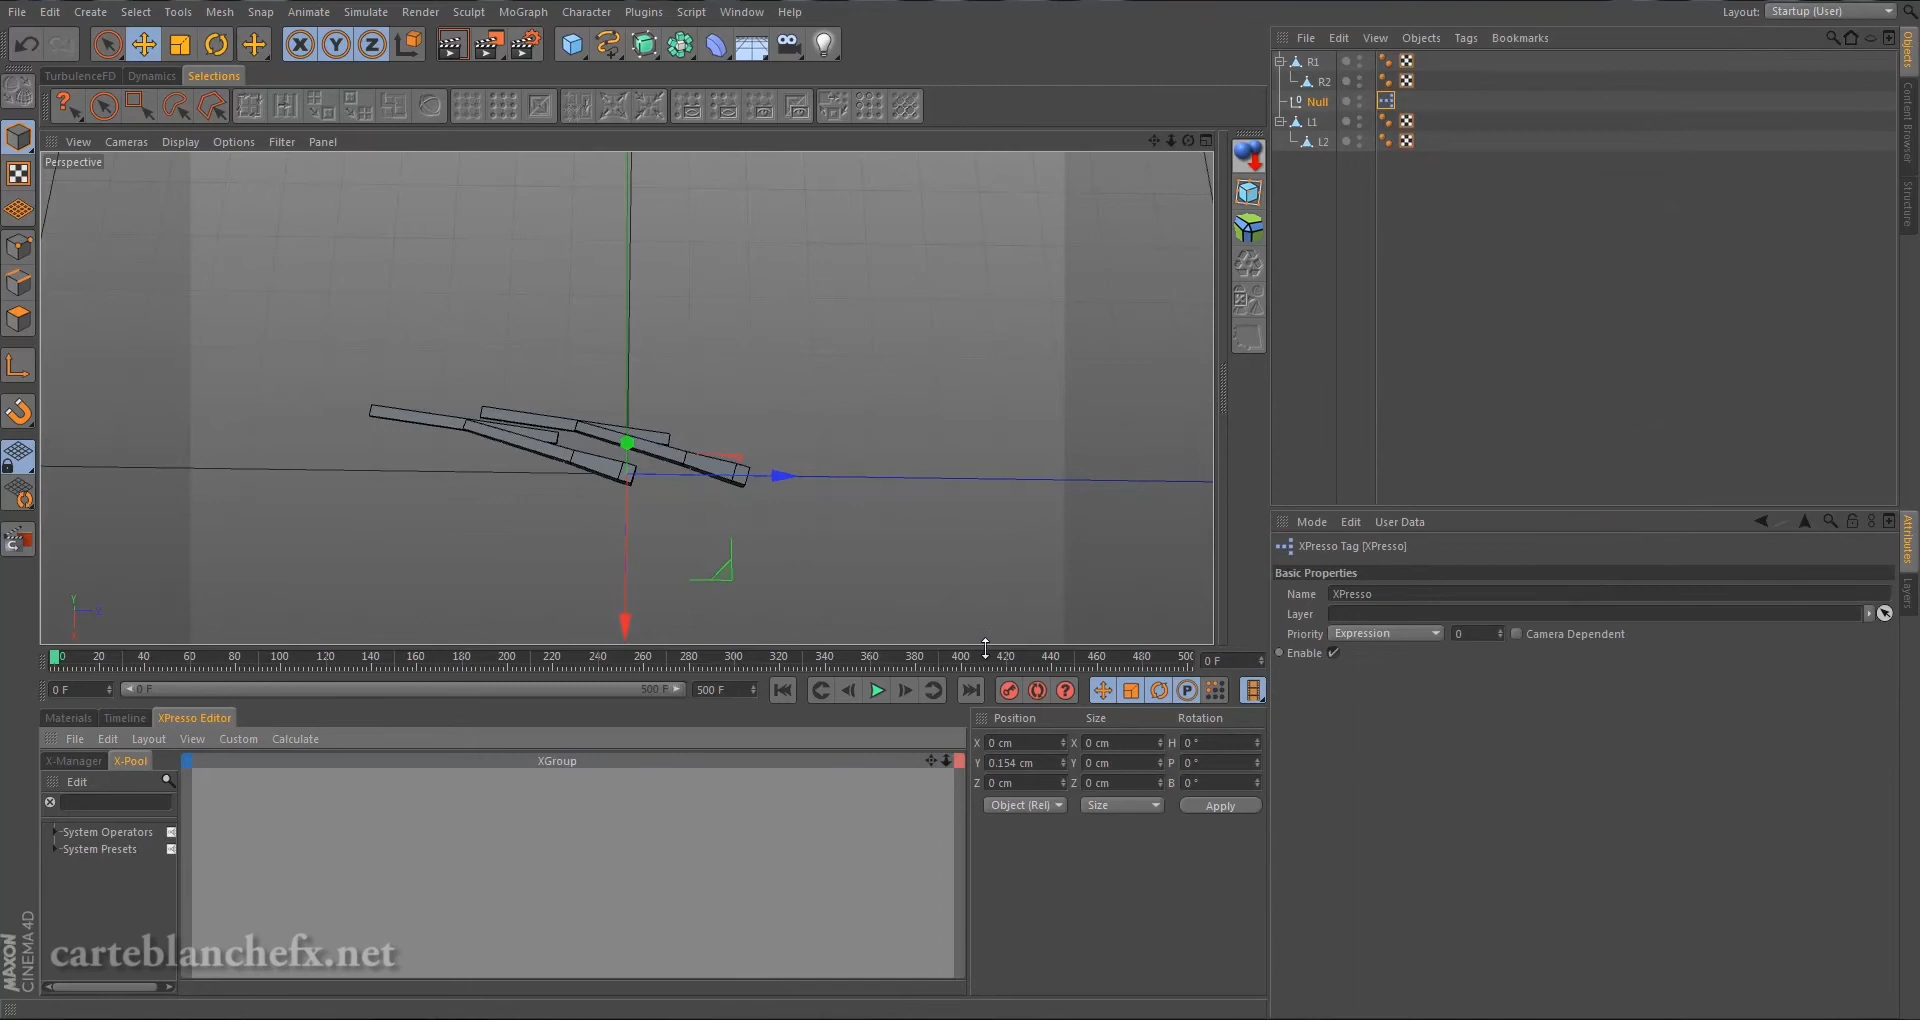 File Edit Create Select Tools Mesh Snap Animate Simulate Render Sculpt MoGraph Character Plugins Script Window Help
Layout: Startup (User)
TurbulenceFD Dynamics Selections
View Cameras Display Options Filter Panel
Perspective
Y
File Edit View Objects Tags Bookmarks
R1
R2
Null
L1
L2
Objects
Content Browser
Structure
0 20 40 60 80 100 120 140 160 180 200 220 240 260 280 300 320 340 360 380 400 420 440 460 480 500
0 F
0 F 0 F 500 F 500 F
Materials Timeline XPresso Editor
File Edit Layout View Custom Calculate
X-Manager X-Pool
Edit
System Operators
System Presets
XGroup
Position Size Rotation
X 0 cm X 0 cm H 0 °
Y 0.154 cm Y 0 cm P 0 °
Z 0 cm Z 0 cm B 0 °
Object (Rel) Size Apply
Mode Edit User Data
XPresso Tag [XPresso]
Basic Properties
Name XPresso
Layer
Priority Expression 0 Camera Dependent
Enable
Attributes
Layers
MAXON
CINEMA 4D
carteblanchefx.net